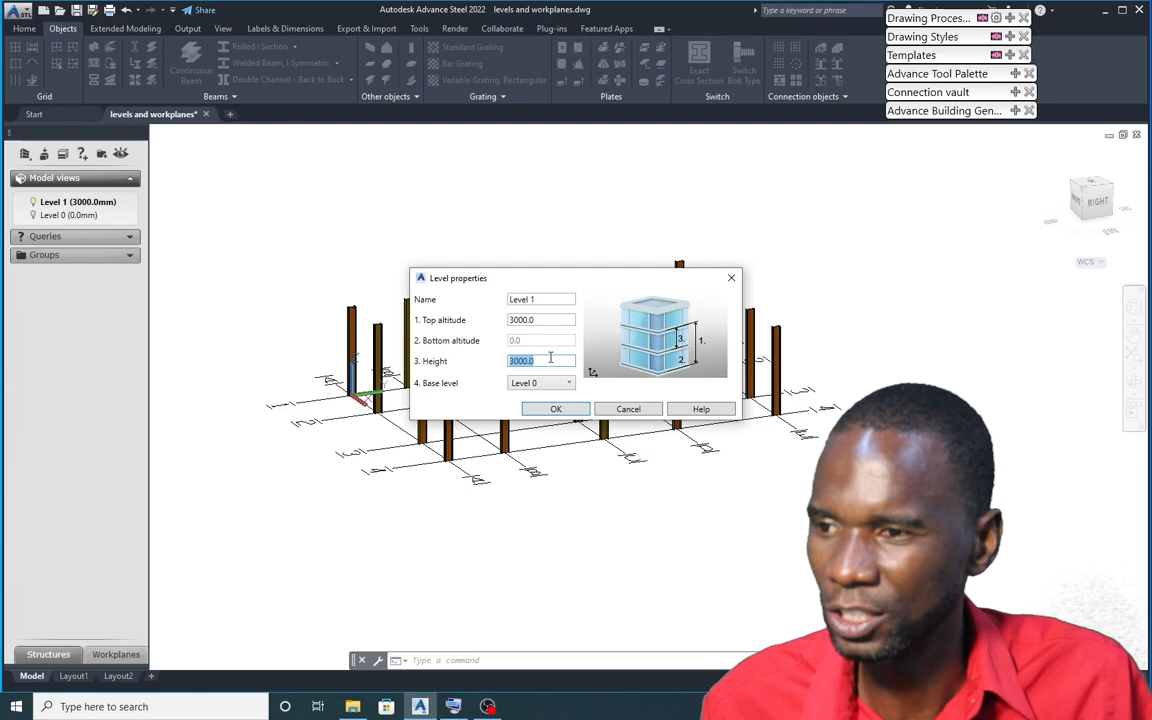 STL
Share
Autodesk Advance Steel 2022 levels and workplanes.dwg
Type a keyword or phrase
Home Objects Extended Modeling Output View Labels & Dimensions Export & Import Tools Render Collaborate Plug-ins Featured Apps
Rolled I Section
Welded Beam, I Symmetric
Double Channel - Back to Back
Continuous
Beam
Standard Grating
Bar Grating
Variable Grating, Rectangular
Exact
Cross Section
Switch
Bolt Type
Grid Beams Other objects Grating Plates Switch Connection objects
Drawing Proces...
Drawing Styles
Templates
Advance Tool Palette
Connection vault
Advance Building Gen...
Start levels and workplanes*
Model views
Level 1 (3000.0mm)
Level 0 (0.0mm)
Queries
Groups
RIGHT
WCS
Level properties
Name Level 1
1. Top altitude 3000.0
2. Bottom altitude 0.0
3. Height 3000.0
4. Base level Level 0
3. 1.
2.
OK Cancel Help
Structures Workplanes
Type a command
Model Layout1 Layout2
Type here to search